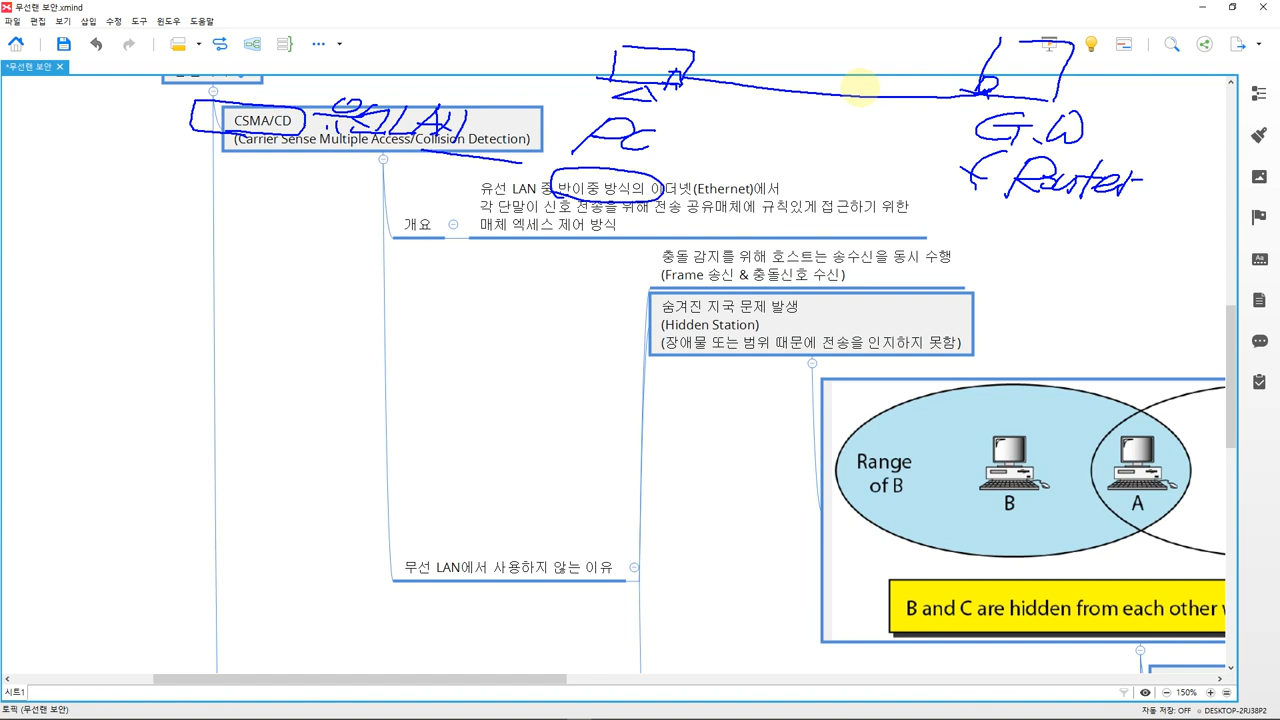 무선랜 보안.xmind
파일 편집 보기 삽입 수정 도구 윈도우 도움말
*무선랜 보안
PC
G.W
Router
CSMA/CD
(Carrier Sense Multiple Access/Collision Detection)
개요
유선 LAN 중 반이중 방식의 이더넷(Ethernet)에서
각 단말이 신호 전송을 위해 전송 공유매체에 규칙있게 접근하기 위한
매체 엑세스 제어 방식
충돌 감지를 위해 호스트는 송수신을 동시 수행
(Frame 송신 & 충돌신호 수신)
숨겨진 지국 문제 발생
(Hidden Station)
(장애물 또는 범위 때문에 전송을 인지하지 못함)
Range
of B
B
A
무선 LAN에서 사용하지 않는 이유
B and C are hidden from each other
시트1
150%
토픽 (무선랜 보안)
자동 저장: OFF
DESKTOP-2RJ38P2